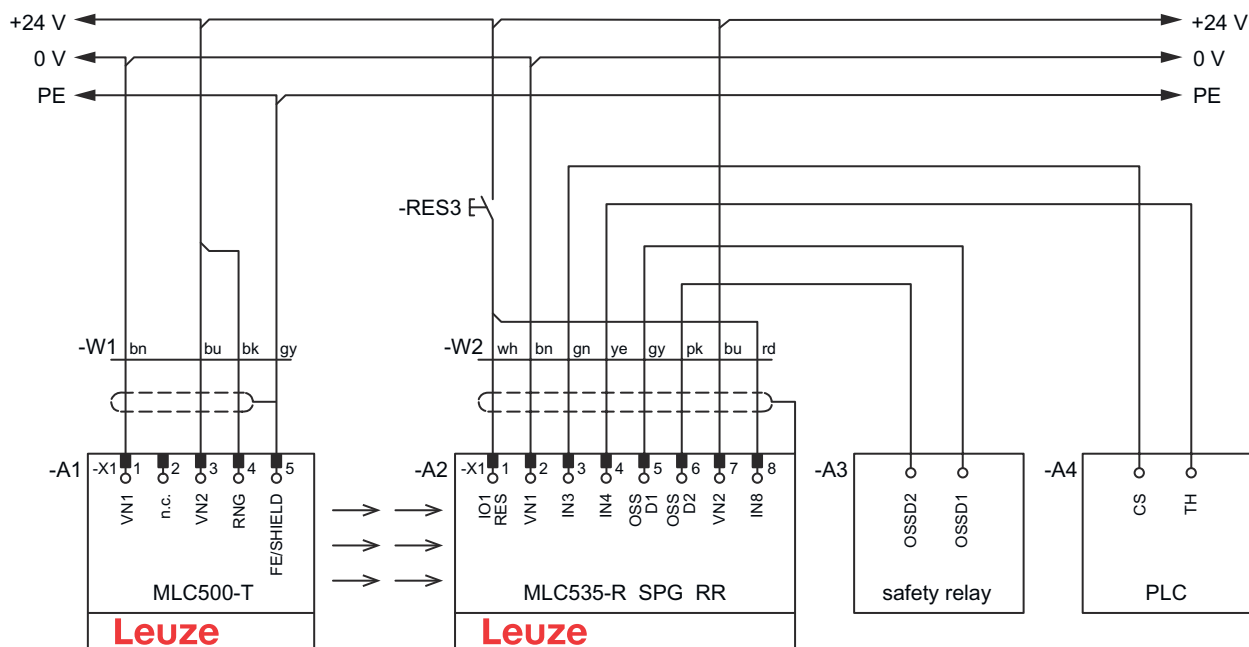 +24 V +24 V
0 V 0 V
PE PE
-RES3
-W1 bn bu bk gy
-W2 wh bn gn ye gy pk bu rd
-A1 -X1 1 2 3 4 5
-A2 -X1 1 2 3 4 5 6 7 8
-A3
-A4
VN1
n.c.
VN2
RNG
FE/SHIELD
IO1
RES
VN1
IN3
IN4
OSS
D1
OSS
D2
VN2
IN8
OSSD2
OSSD1
CS
TH
MLC500-T
MLC535-R SPG RR
safety relay
PLC
Leuze
Leuze